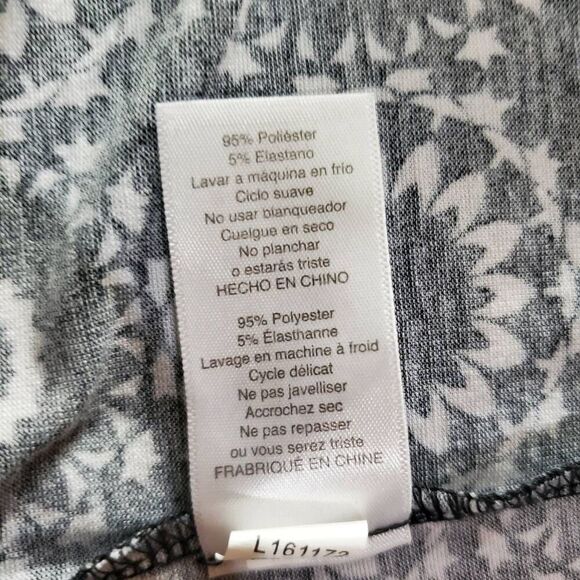 95% Poliéster
5% Elastano
Lavar a máquina en frío
Ciclo suave
No usar blanqueador
Cuelgue en seco
No planchar
o estarás triste
HECHO EN CHINO
95% Polyester
5% Élasthanne
Lavage en machine à froid
Cycle délicat
Ne pas javelliser
Accrochez sec
Ne pas repasser
ou vous serez triste
FRABRIQUÉ EN CHINE